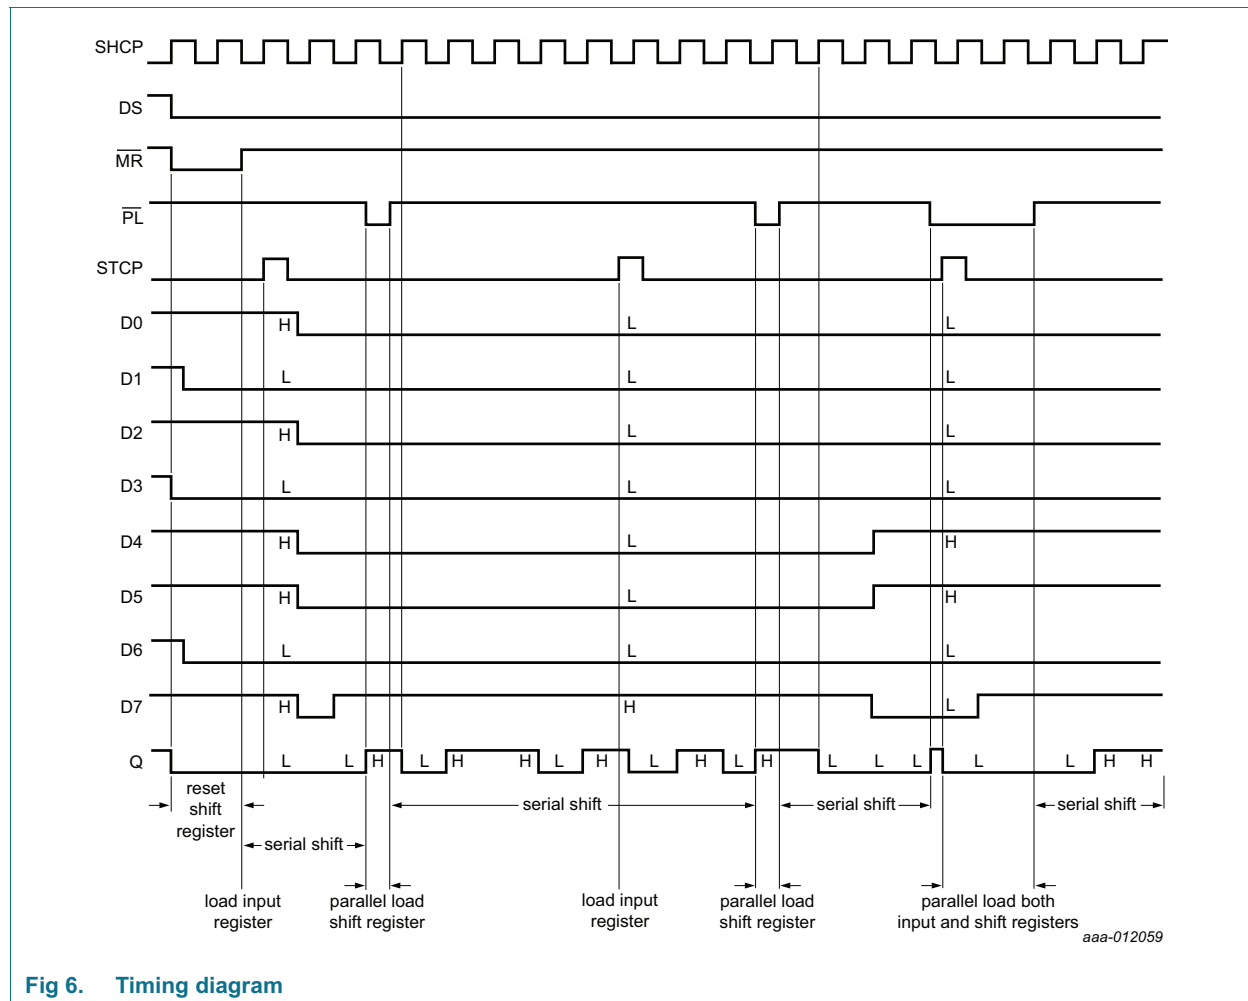 SHCP
DS
MR
PL
STCP
D0 H L L
D1 L L L
D2 H L L
D3 L L L
D4 H L H
D5 H L H
D6 L L L
D7 H H L
Q L L H L H H L H L H L H L L L L L H H
reset
shift
register
serial shift serial shift serial shift
serial shift
load input
register
parallel load
shift register
load input
register
parallel load
shift register
parallel load both
input and shift registers
aaa-012059
Fig 6. Timing diagram